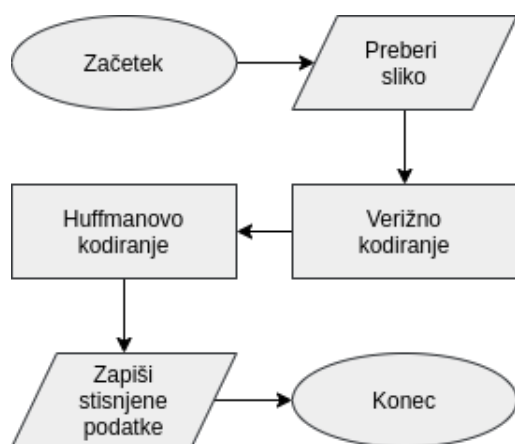 Začetek
Preberi
sliko
Verižno
kodiranje
Huffmanovo
kodiranje
Zapiši
stisnjene
podatke
Konec